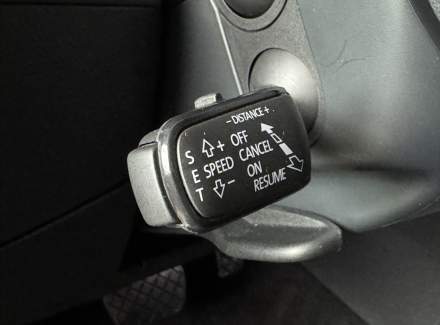 - DISTANCE +
S + OFF
E SPEED CANCEL
ON
T - RESUME